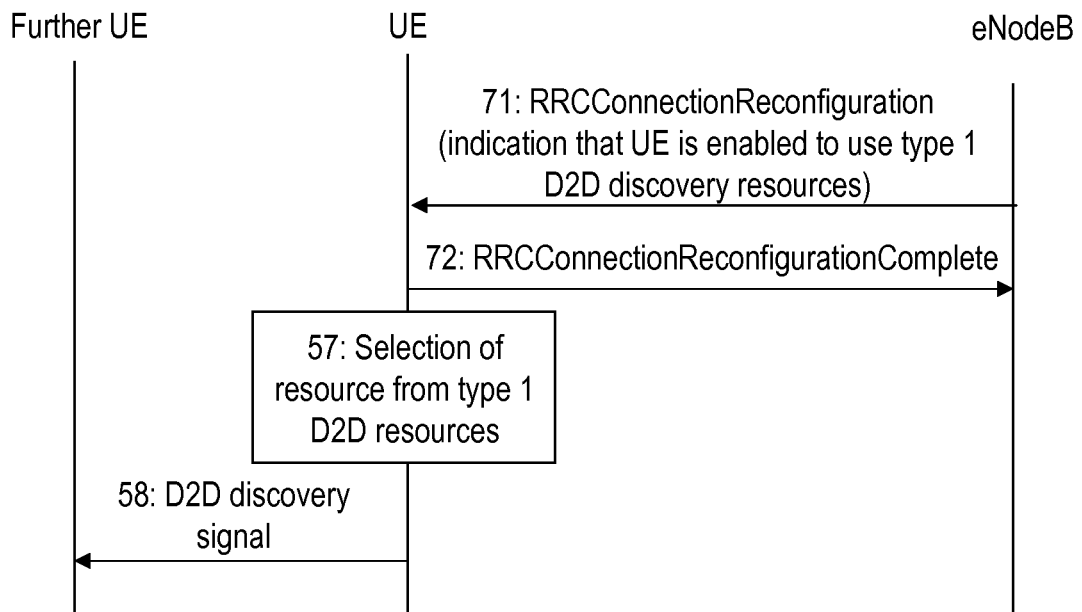 Further UE
UE
eNodeB
71: RRCConnectionReconfiguration
(indication that UE is enabled to use type 1
D2D discovery resources)
72: RRCConnectionReconfigurationComplete
57: Selection of
resource from type 1
D2D resources
58: D2D discovery
signal